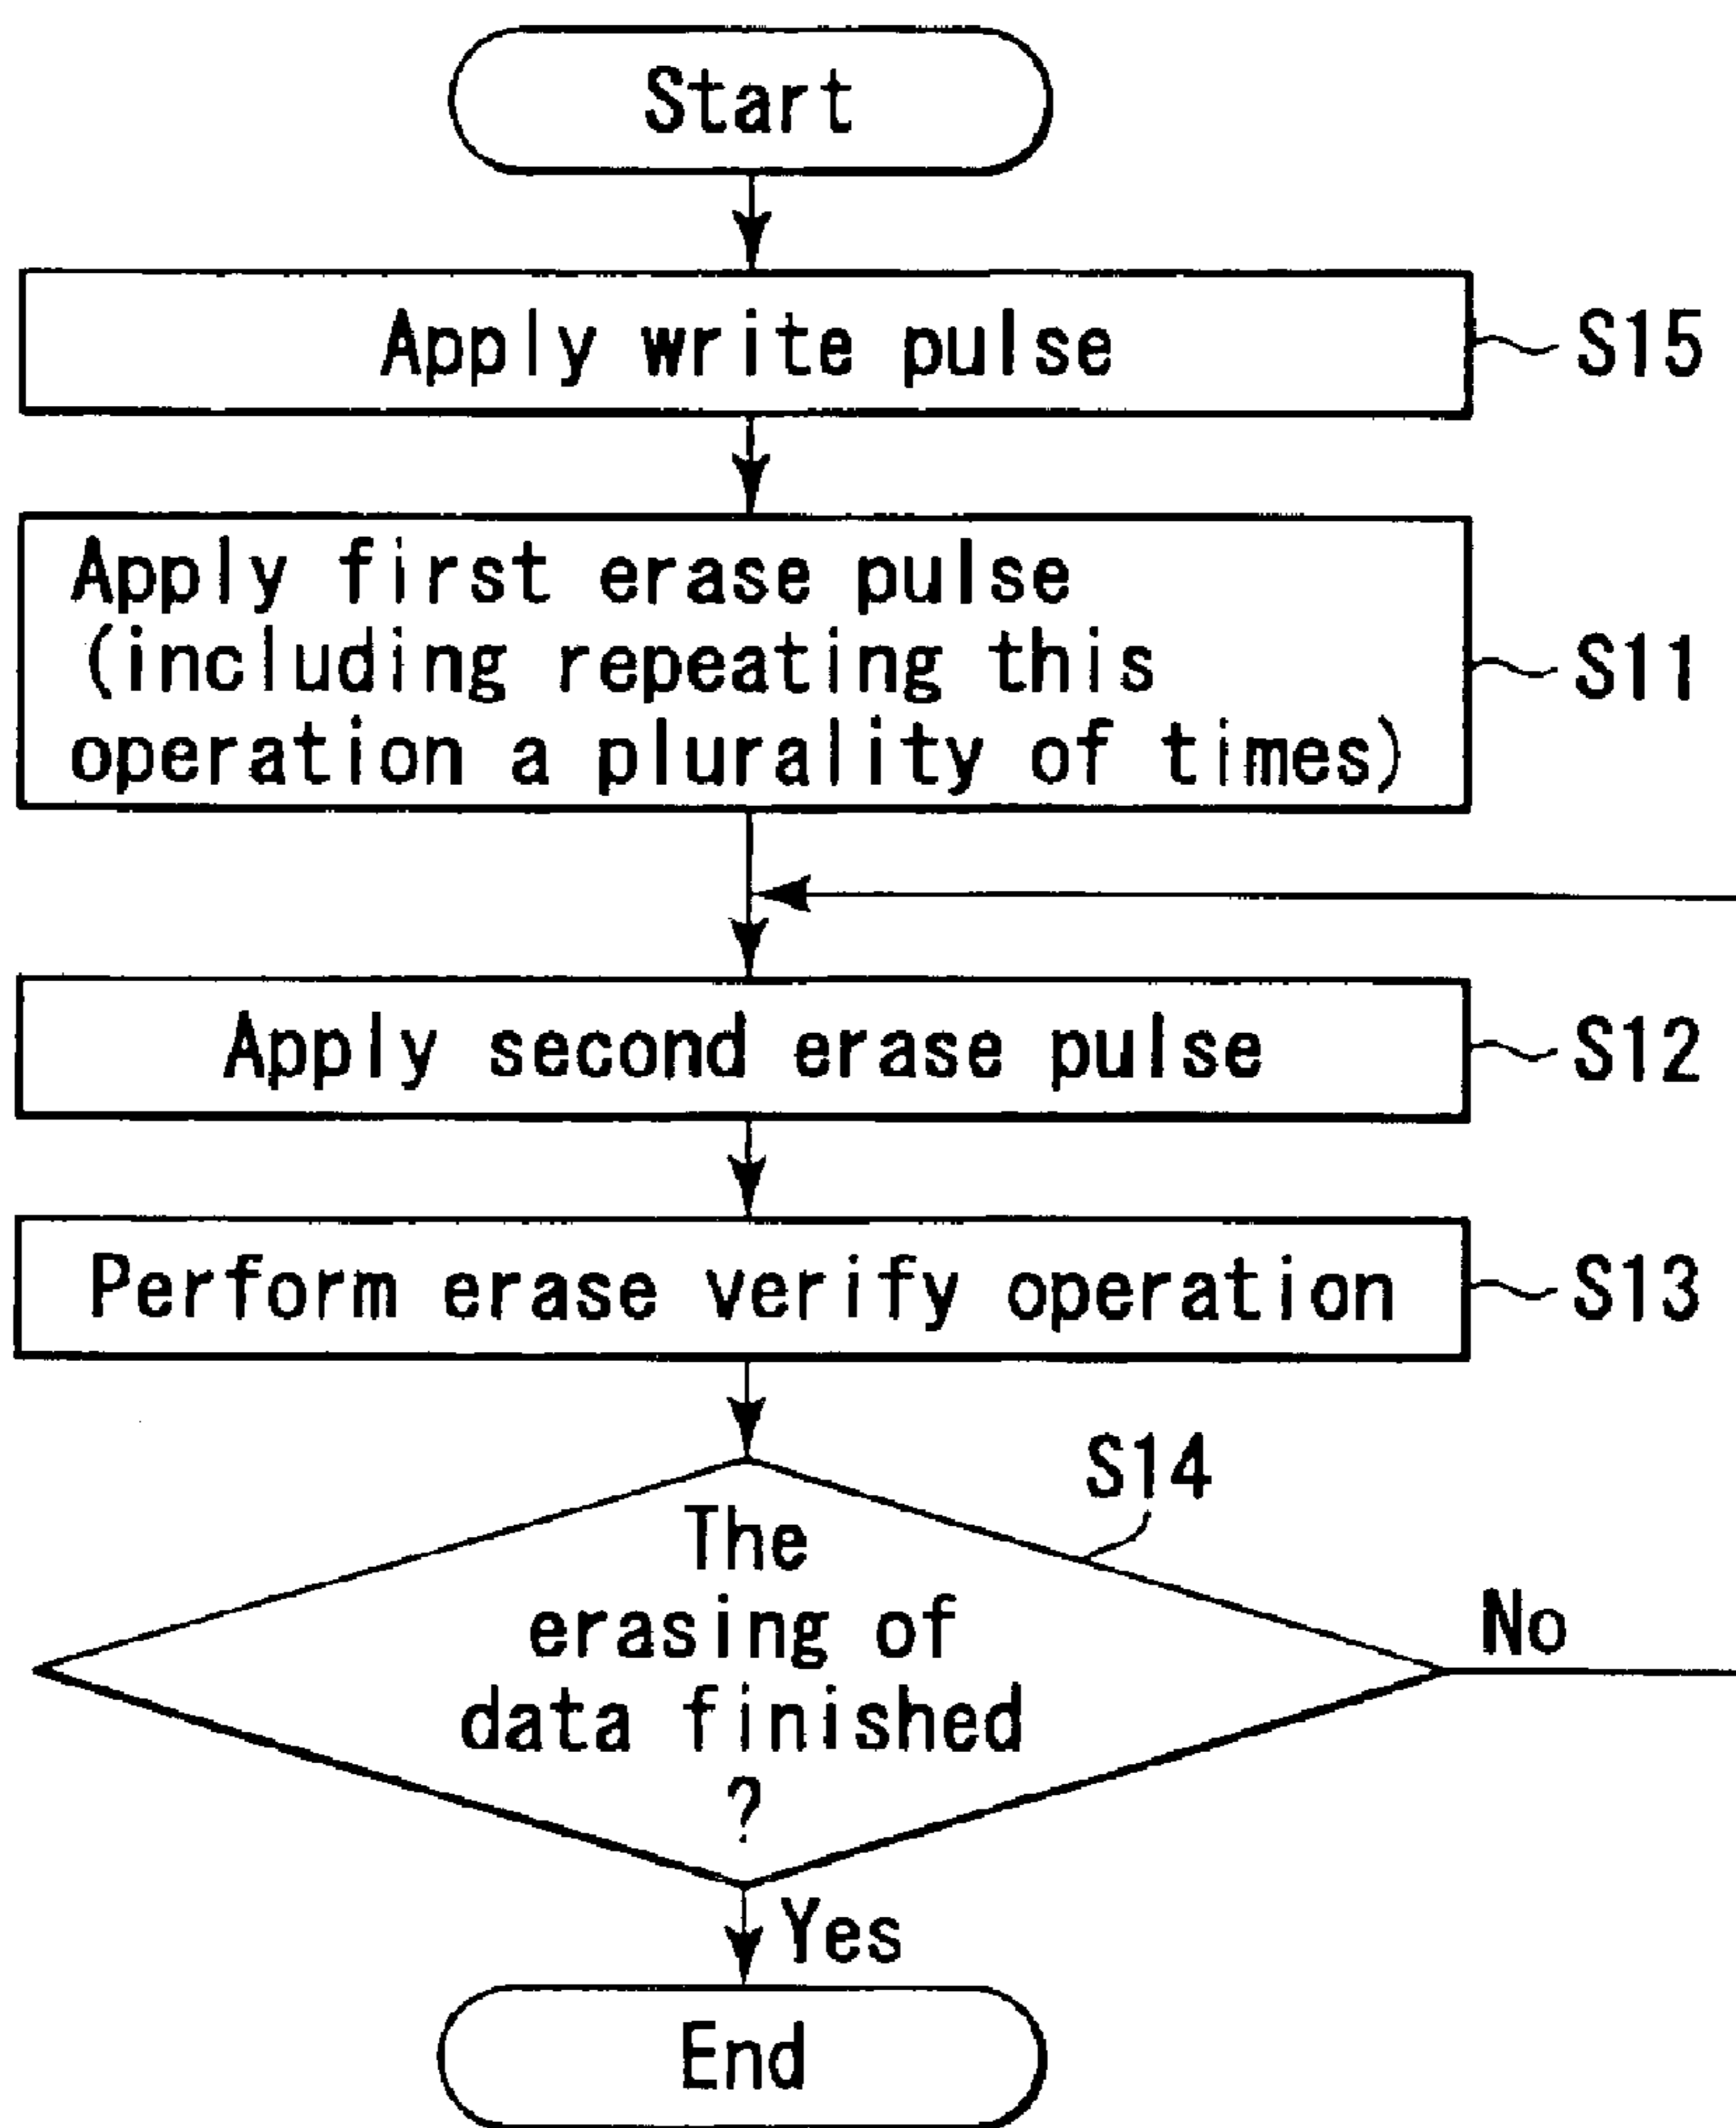 Start
Apply write pulse
S15
Apply first erase pulse
(including repeating this
operation a plurality of times)
S11
Apply second erase pulse
S12
Perform erase verify operation
S13
S14
The
erasing of
data finished
?
No
Yes
End